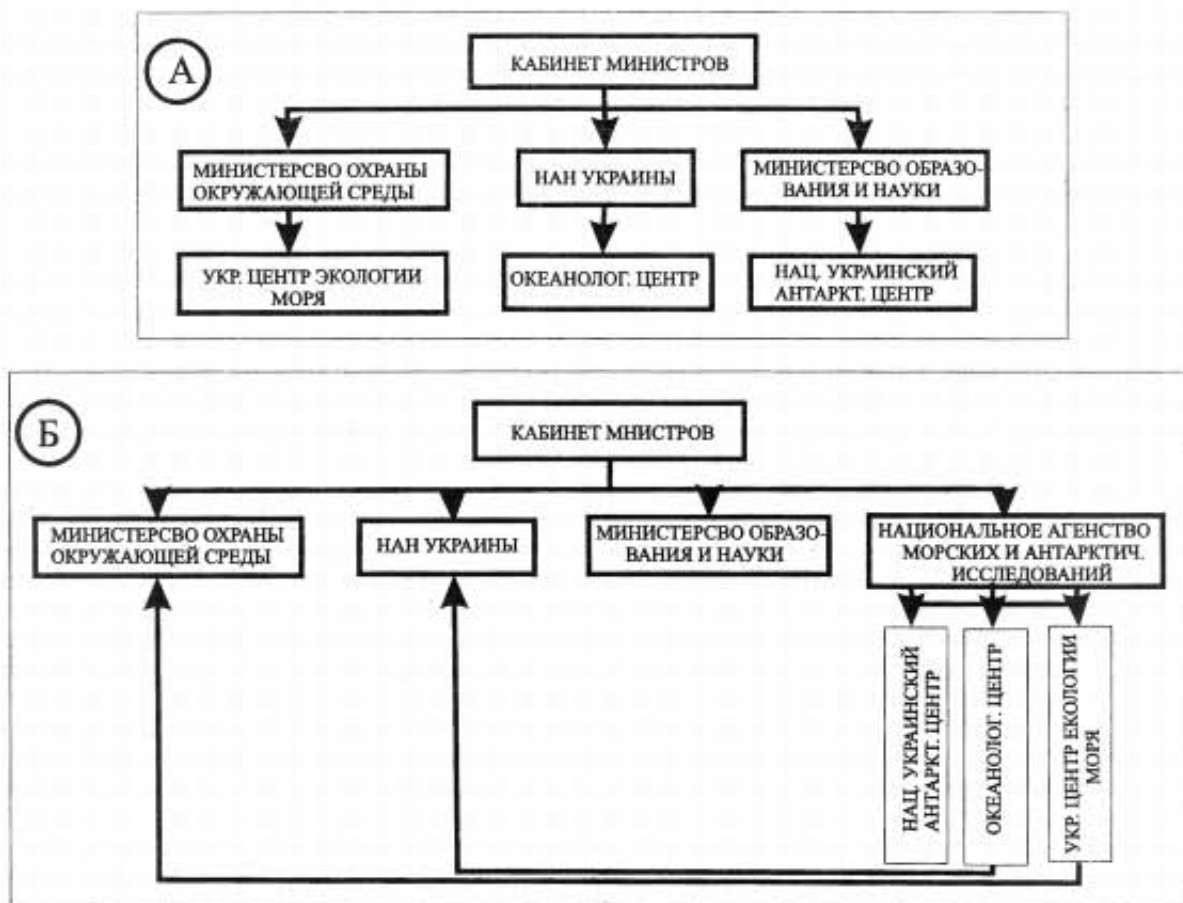 А
КАБИНЕТ МИНИСТРОВ
МИНИСТЕРСВО ОХРАНЫ
ОКРУЖАЮЩЕЙ СРЕДЫ
НАН УКРАИНЫ
МИНИСТЕРСВО ОБРАЗО-
ВАНИЯ И НАУКИ
УКР. ЦЕНТР ЭКОЛОГИИ
МОРЯ
ОКЕАНОЛОГ. ЦЕНТР
НАЦ. УКРАИНСКИЙ
АНТАРКТ. ЦЕНТР
Б
КАБИНЕТ МНИСТРОВ
МИНИСТЕРСВО ОХРАНЫ
ОКРУЖАЮЩЕЙ СРЕДЫ
НАН УКРАИНЫ
МИНИСТЕРСВО ОБРАЗО-
ВАНИЯ И НАУКИ
НАЦИОНАЛЬНОЕ АГЕНСТВО
МОРСКИХ И АНТАРКТИЧ.
ИССЛЕДОВАНИЙ
НАЦ. УКРАИНСКИЙ
АНТАРКТ. ЦЕНТР
ОКЕАНОЛОГ. ЦЕНТР
УКР. ЦЕНТР ЕКОЛОГИИ
МОРЯ